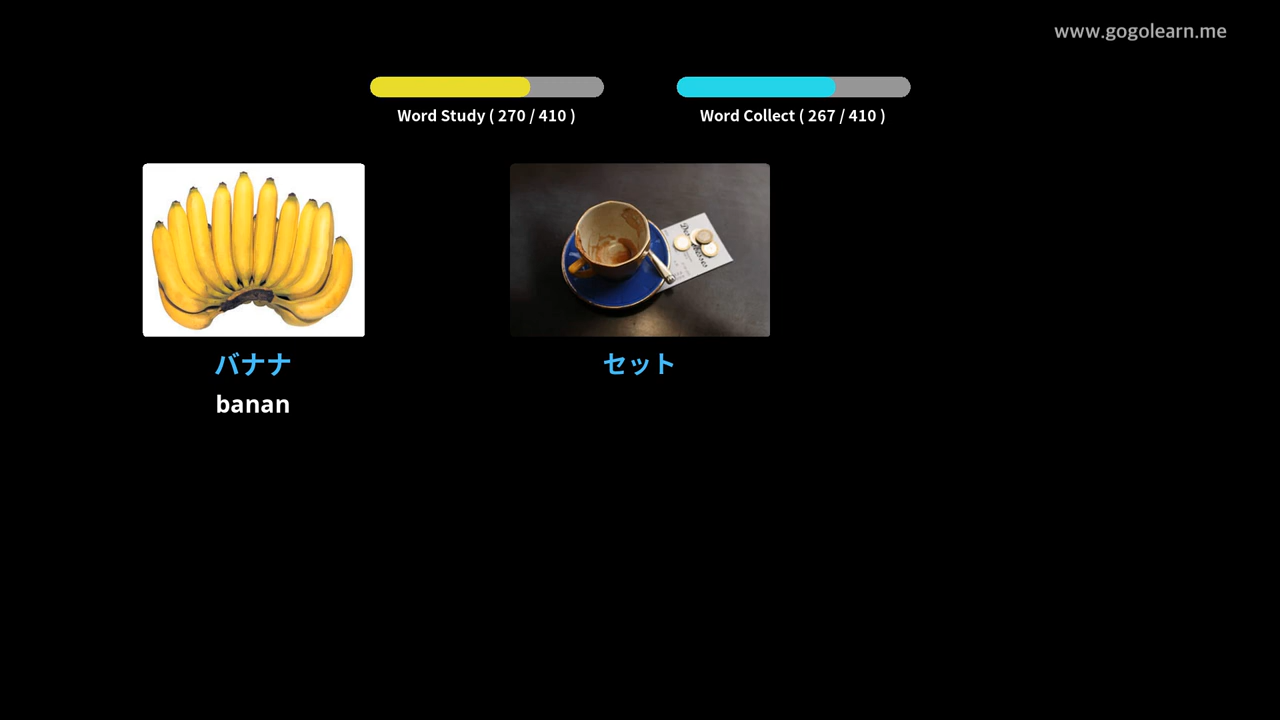 www.gogolearn.me
Word Study ( 270 / 410 )
Word Collect ( 267 / 410 )
バナナ
banan
セット